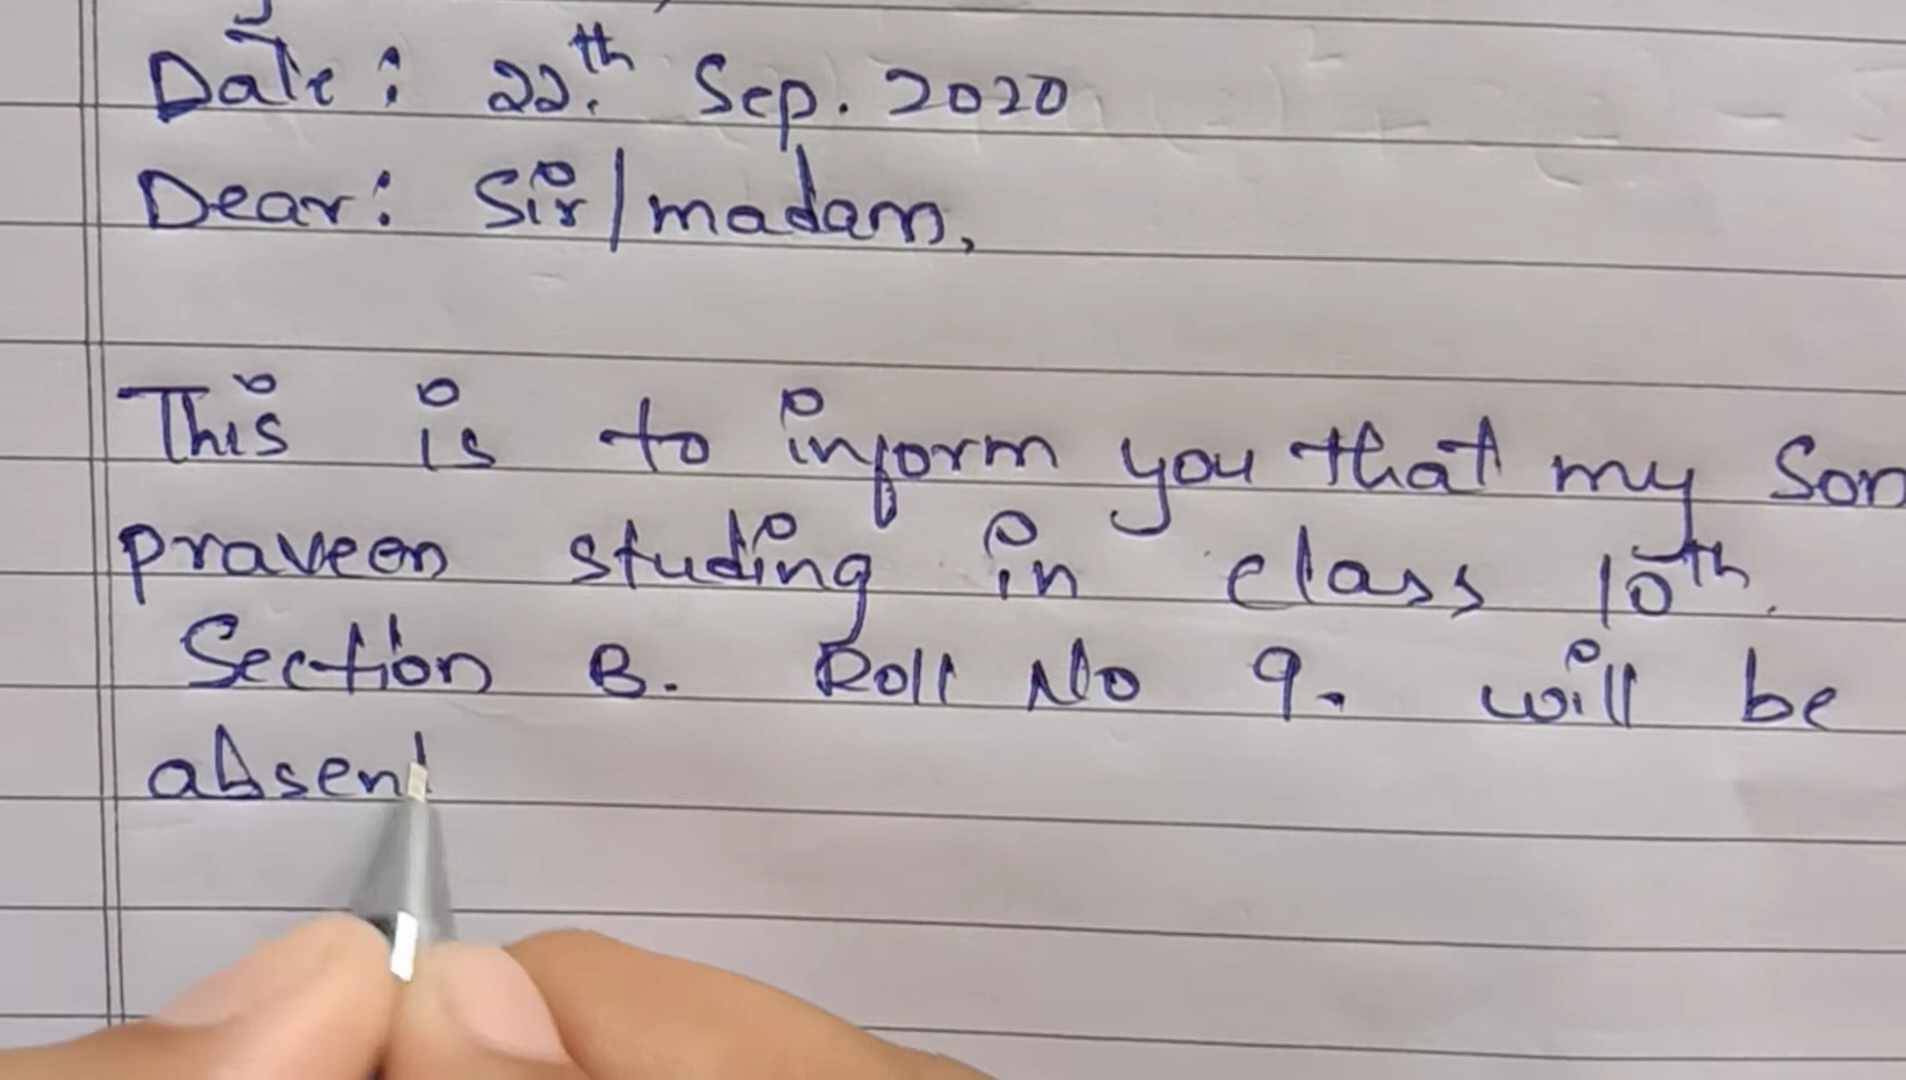 Date: 22th. Sep. 2020
Dear: Sir/madam,
This is to inform you that my Son
praveen studing in class 10th.
Section B. Roll No 9. will be
absent